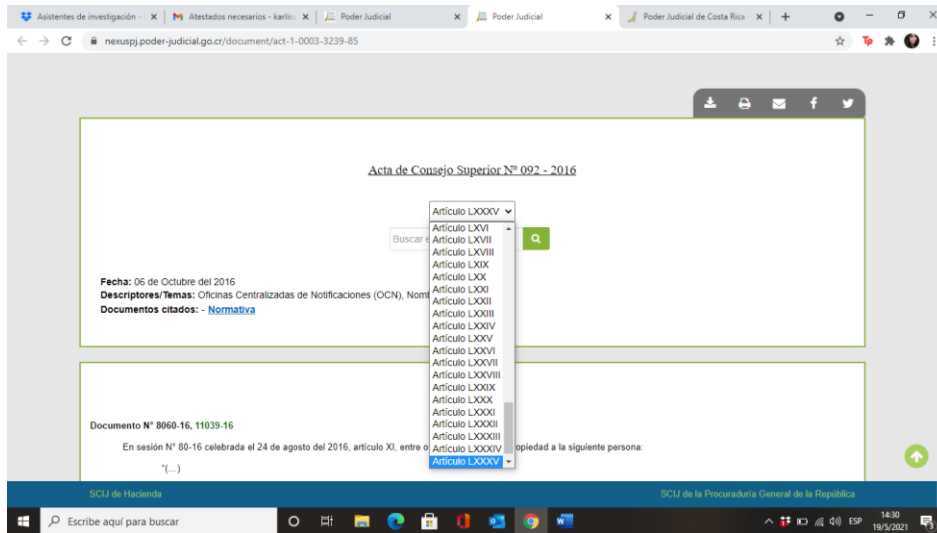 Asistentes de investigación -
Atestados necesarios - karlis
Poder Judicial
Poder Judicial
Poder Judicial de Costa Rica -
nexuspj.poder-judicial.go.cr/document/act-1-0003-3239-85
Acta de Consejo Superior Nº 092 - 2016
Artículo LXXXV
Buscar
Artículo LXVI
Artículo LXVII
Artículo LXVIII
Artículo LXIX
Artículo LXX
Artículo LXXI
Artículo LXXII
Artículo LXXIII
Artículo LXXIV
Artículo LXXV
Artículo LXXVI
Artículo LXXVII
Artículo LXXVIII
Artículo LXXIX
Artículo LXXX
Artículo LXXXI
Artículo LXXXII
Artículo LXXXIII
Artículo LXXXIV
Artículo LXXXV
Fecha: 06 de Octubre del 2016
Descriptores/Temas: Oficinas Centralizadas de Notificaciones (OCN),
Documentos citados: - Normativa
Documento N° 8060-16, 11039-16
En sesión N° 80-16 celebrada el 24 de agosto del 2016, artículo XI, entre a la siguiente persona:
"(...)
SCIJ de Hacienda
SCIJ de la Procuraduría General de la República
Escribe aquí para buscar
ESP
14:30
19/5/2021